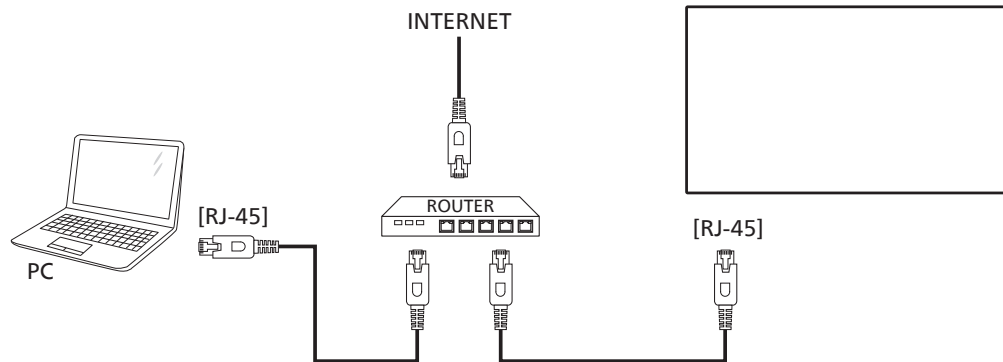 INTERNET
ROUTER
[RJ-45]
[RJ-45]
PC